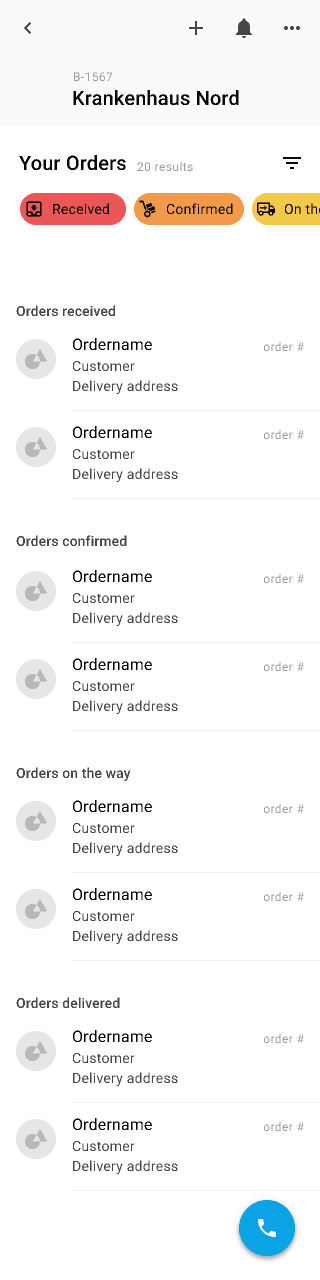 B-1567
Krankenhaus Nord
Your Orders 20 results
Received Confirmed On the
Orders received
Ordername order #
Customer
Delivery address
Ordername order #
Customer
Delivery address
Orders confirmed
Ordername order #
Customer
Delivery address
Ordername order #
Customer
Delivery address
Orders on the way
Ordername order #
Customer
Delivery address
Ordername order #
Customer
Delivery address
Orders delivered
Ordername order #
Customer
Delivery address
Ordername order #
Customer
Delivery address